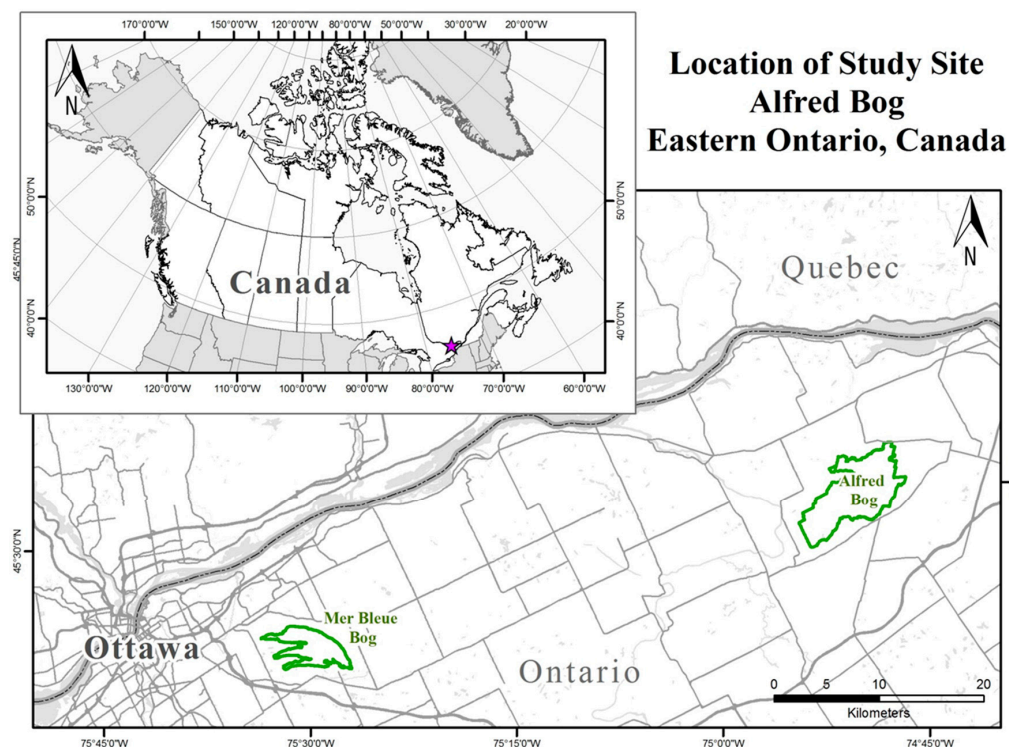 170°0'0"W 150°0'0"W 120°0'0"W 100°0'0"W 80°0'0"W 50°0'0"W 30°0'0"W 20°0'0"W
N
50°0'0"N
45°45'0"N
40°0'0"N
50°0'0"N
40°0'0"N
Canada
130°0'0"W 120°0'0"W 110°0'0"W 100°0'0"W 90°0'0"W 80°0'0"W 70°0'0"W 60°0'0"W
Location of Study Site
Alfred Bog
Eastern Ontario, Canada
N
Quebec
Alfred
Bog
45°30'0"N
Mer Bleue
Bog
Ottawa
Ontario
0 10 20
Kilometers
75°45'0"W 75°30'0"W 75°15'0"W 75°0'0"W 74°45'0"W